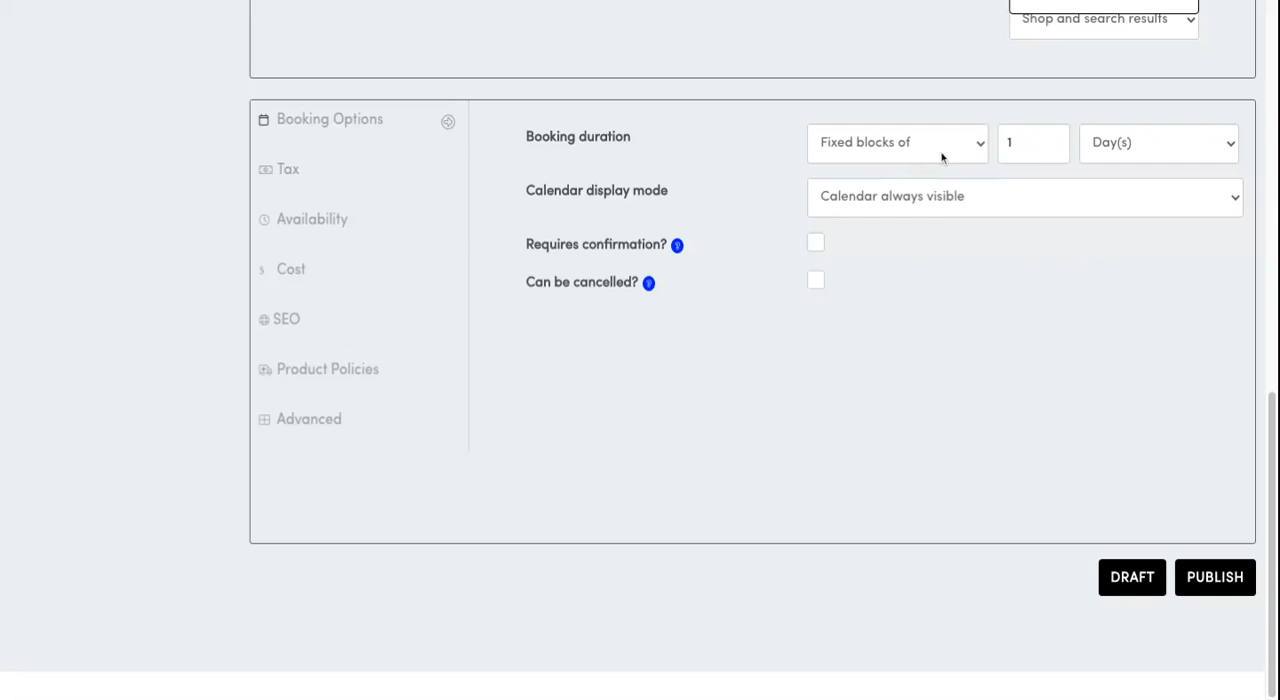 Shop and search results
Booking Options
Tax
Availability
$ Cost
SEO
Product Policies
Advanced
Booking duration
Fixed blocks of
1
Day(s)
Calendar display mode
Calendar always visible
Requires confirmation?
Can be cancelled?
DRAFT
PUBLISH